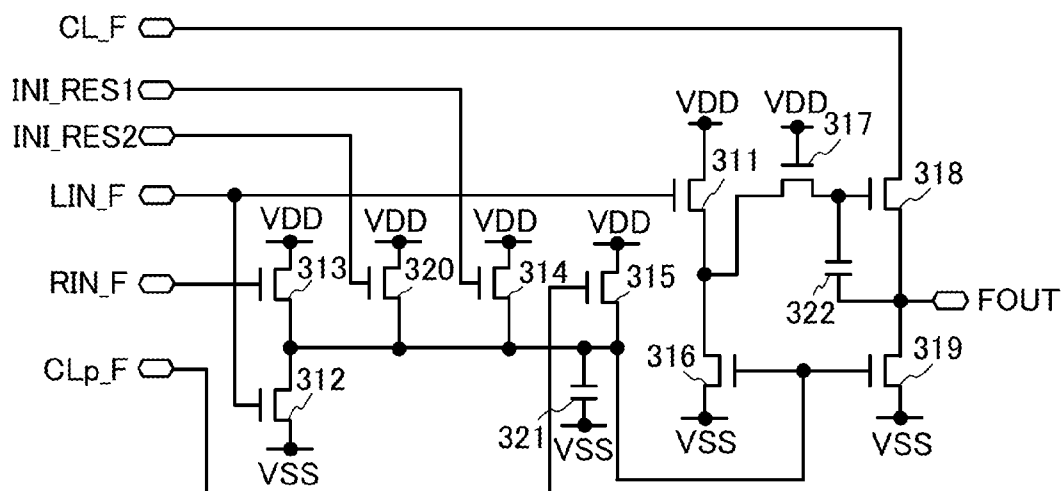 CL_F
INI_RES1
VDD
VDD
317
INI_RES2
311
318
LIN_F
VDD
VDD
VDD
VDD
RIN_F
313
320
314
315
322
FOUT
CLp_F
312
316
319
321
VSS
VSS
VSS
VSS